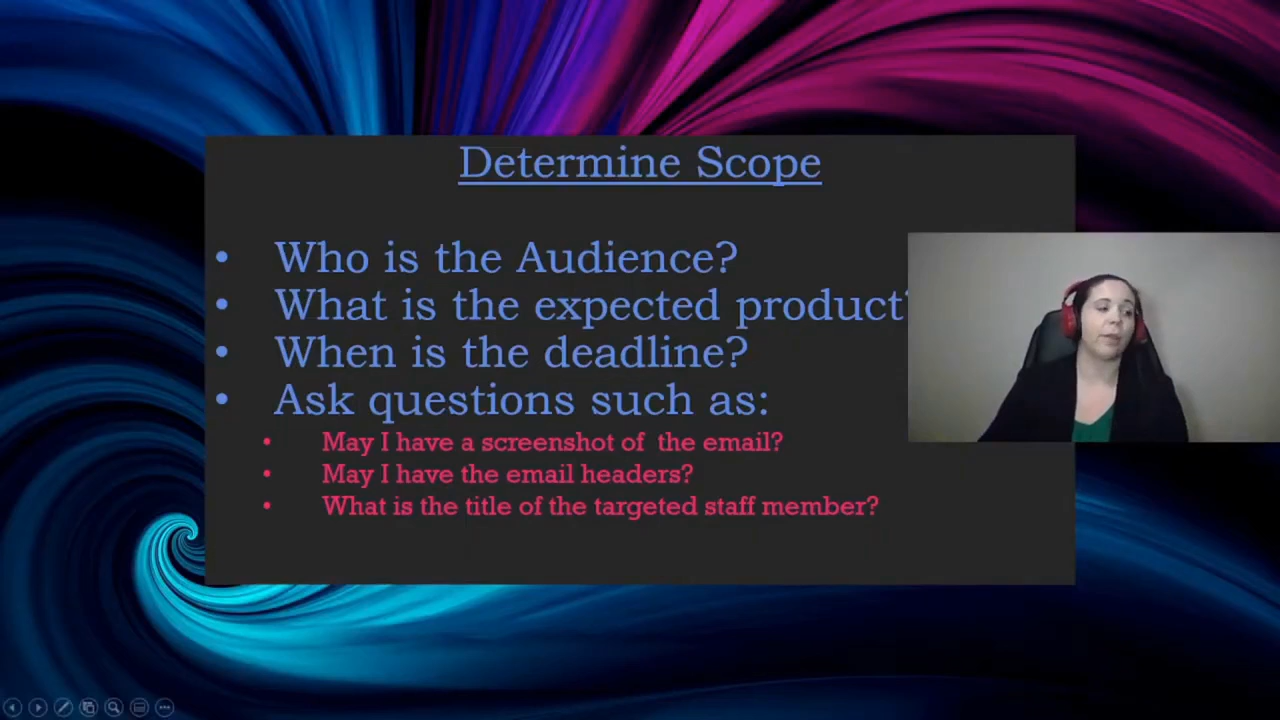 Determine Scope
• Who is the Audience?
• What is the expected product?
• When is the deadline?
• Ask questions such as:
• May I have a screenshot of the email?
• May I have the email headers?
• What is the title of the targeted staff member?